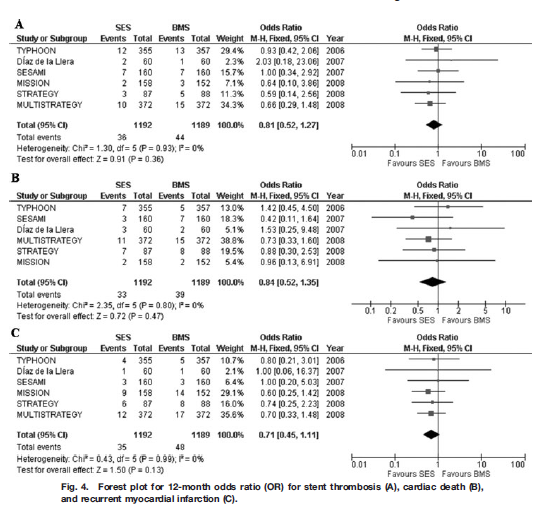 A
SES BMS Odds Ratio Odds Ratio
Study or Subgroup Events Total Events Total Weight M-H, Fixed, 95% CI Year M-H, Fixed, 95% CI
TYPHOON 12 355 13 357 29.4% 0.93 [0.42, 2.06] 2006
Díaz de la Llera 2 60 1 60 2.3% 2.03 [0.18, 23.06] 2007
SESAMI 7 160 7 160 15.7% 1.00 [0.34, 2.92] 2007
MISSION 2 158 3 152 7.1% 0.64 [0.10, 3.86] 2008
STRATEGY 3 87 5 88 11.2% 0.59 [0.14, 2.56] 2008
MULTISTRATEGY 10 372 15 372 34.3% 0.66 [0.29, 1.48] 2008
Total (95% CI) 1192 1189 100.0% 0.81 [0.52, 1.27]
Total events 36 44
Heterogeneity: Chi² = 1.30, df = 5 (P = 0.93); I² = 0%
Test for overall effect: Z = 0.91 (P = 0.36)
0.01 0.1 1 10 100
Favours SES Favours BMS
B
SES BMS Odds Ratio Odds Ratio
Study or Subgroup Events Total Events Total Weight M-H, Fixed, 95% CI Year M-H, Fixed, 95% CI
TYPHOON 7 355 5 357 13.0% 1.42 [0.45, 4.50] 2006
SESAMI 3 160 7 160 18.3% 0.42 [0.11, 1.64] 2007
Díaz de la Llera 3 60 2 60 5.1% 1.53 [0.25, 9.48] 2007
MULTISTRATEGY 11 372 15 372 38.8% 0.73 [0.33, 1.60] 2008
STRATEGY 7 87 8 88 19.5% 0.88 [0.30, 2.53] 2008
MISSION 2 158 2 152 5.4% 0.96 [0.13, 6.91] 2008
Total (95% CI) 1192 1189 100.0% 0.84 [0.52, 1.35]
Total events 33 39
Heterogeneity: Chi² = 2.35, df = 5 (P = 0.80); I² = 0%
Test for overall effect: Z = 0.72 (P = 0.47)
0.1 0.2 0.5 1 2 5 10
Favours SES Favours BMS
C
SES BMS Odds Ratio Odds Ratio
Study or Subgroup Events Total Events Total Weight M-H, Fixed, 95% CI Year M-H, Fixed, 95% CI
TYPHOON 4 355 5 357 10.7% 0.80 [0.21, 3.01] 2006
Díaz de la Llera 1 60 1 60 2.1% 1.00 [0.06, 16.37] 2007
SESAMI 3 160 3 160 6.4% 1.00 [0.20, 5.03] 2007
MISSION 9 158 14 152 29.1% 0.60 [0.25, 1.42] 2008
STRATEGY 6 87 8 88 16.2% 0.74 [0.25, 2.23] 2008
MULTISTRATEGY 12 372 17 372 35.6% 0.70 [0.33, 1.48] 2008
Total (95% CI) 1192 1189 100.0% 0.71 [0.45, 1.11]
Total events 35 48
Heterogeneity: Chi² = 0.43, df = 5 (P = 0.99); I² = 0%
Test for overall effect: Z = 1.50 (P = 0.13)
0.01 0.1 1 10 100
Favours SES Favours BMS
Fig. 4. Forest plot for 12-month odds ratio (OR) for stent thrombosis (A), cardiac death (B),
and recurrent myocardial infarction (C).